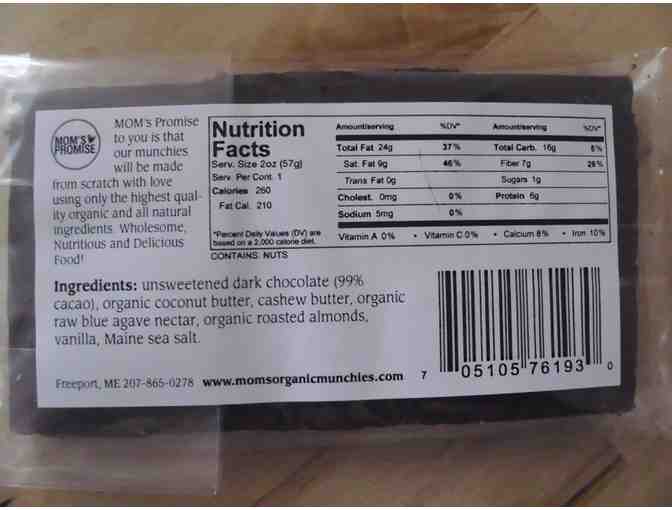 MOM'S
PROMISE
MOM's Promise
to you is that
our munchies
will be made
from scratch with love
using only the highest qual-
ity organic and all natural
ingredients. Wholesome,
Nutritious and Delicious
Food!
Nutrition
Facts
Serv. Size 2oz (57g)
Serv. Per Cont. 1
Calories 260
Fat Cal. 210
*Percent Daily Values (DV) are
based on a 2,000 calorie diet.
Amount/serving %DV* Amount/serving %DV*
Total Fat 24g 37% Total Carb. 16g 5%
Sat. Fat 9g 46% Fiber 7g 28%
Trans Fat 0g Sugars 1g
Cholest. 0mg 0% Protein 6g
Sodium 5mg 0%
Vitamin A 0% • Vitamin C 0% • Calcium 8% • Iron 10%
CONTAINS: NUTS
Ingredients: unsweetened dark chocolate (99%
cacao), organic coconut butter, cashew butter, organic
raw blue agave nectar, organic roasted almonds,
vanilla, Maine sea salt.
Freeport, ME 207-865-0278 www.momsorganicmunchies.com
7 05105 76193 0